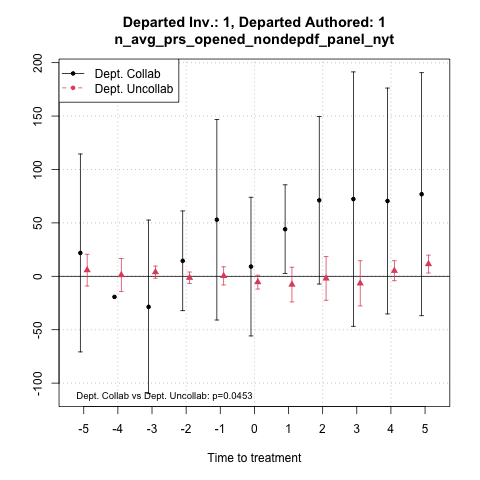 Departed Inv.: 1, Departed Authored: 1
n_avg_prs_opened_nondepdf_panel_nyt
Dept. Collab
Dept. Uncollab
200
150
100
50
0
-50
-100
Dept. Collab vs Dept. Uncollab: p=0.0453
-5 -4 -3 -2 -1 0 1 2 3 4 5
Time to treatment